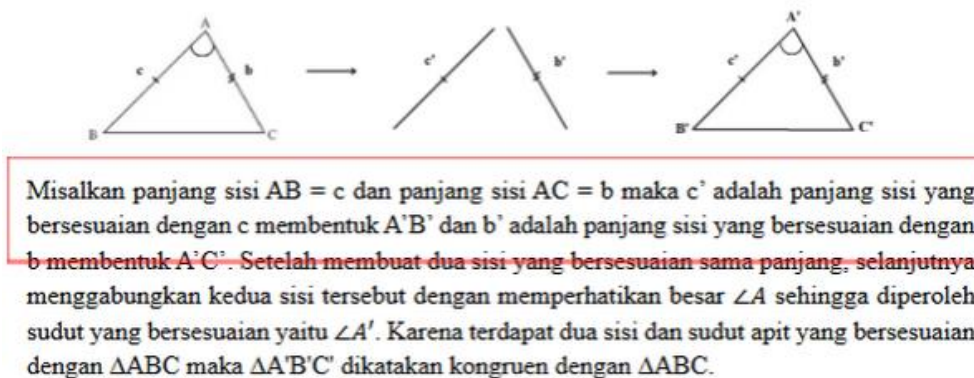 A A'
c b c' b' c' b'
B C B' C'
Misalkan panjang sisi AB = c dan panjang sisi AC = b maka c’ adalah panjang sisi yang
bersesuaian dengan c membentuk A’B’ dan b’ adalah panjang sisi yang bersesuaian dengan
b membentuk A’C’. Setelah membuat dua sisi yang bersesuaian sama panjang, selanjutnya
menggabungkan kedua sisi tersebut dengan memperhatikan besar ∠A sehingga diperoleh
sudut yang bersesuaian yaitu ∠A′. Karena terdapat dua sisi dan sudut apit yang bersesuaian
dengan ΔABC maka ΔA'B'C' dikatakan kongruen dengan ΔABC.